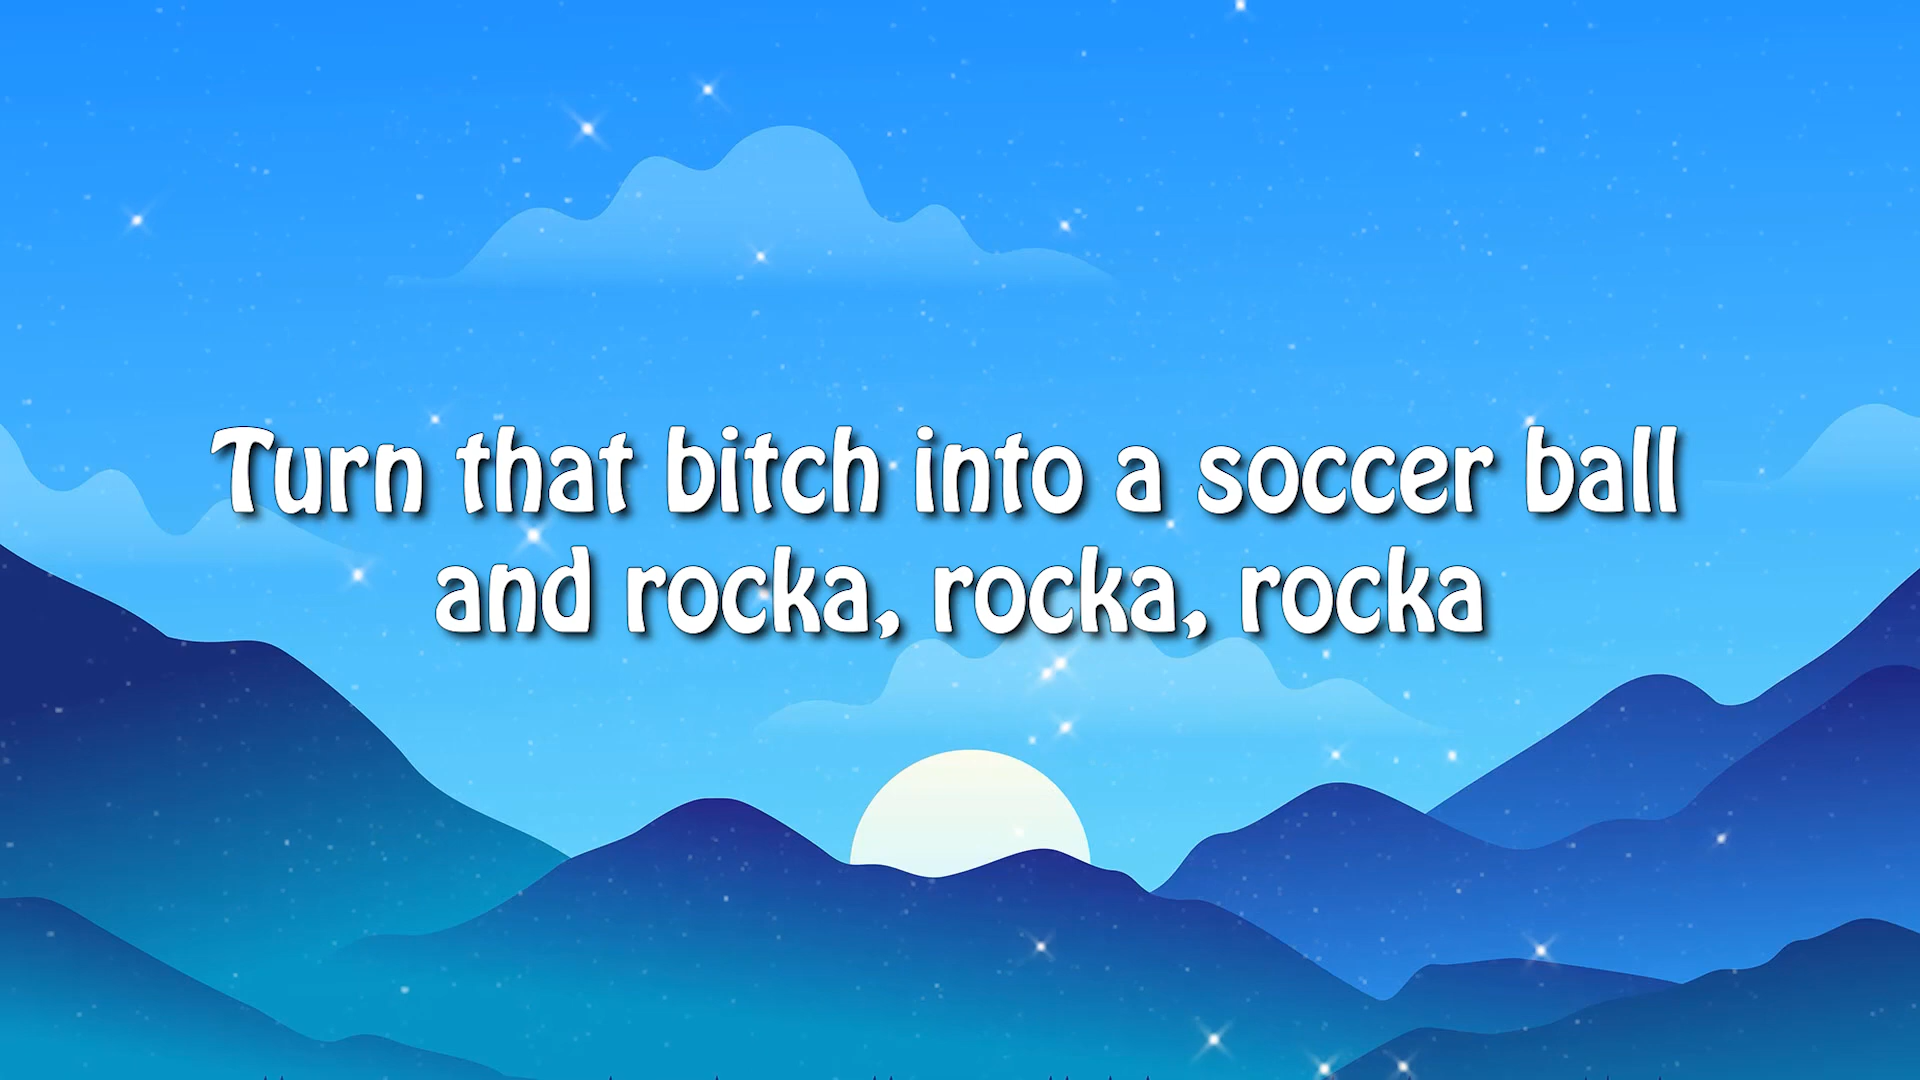 Turn that bitch into a soccer ball
and rocka, rocka, rocka